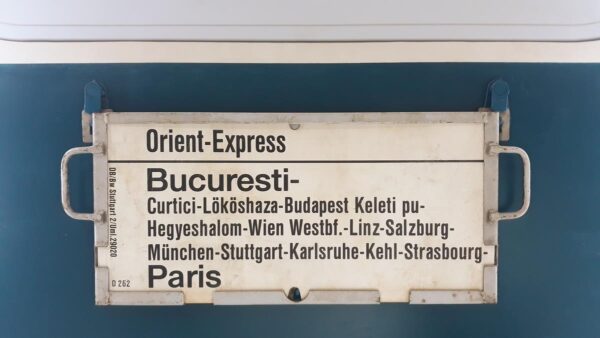 Orient-Express
Bucuresti-
Curtici-Lököshaza-Budapest Keleti pu-
Hegyeshalom-Wien Westbf.-Linz-Salzburg-
München-Stuttgart-Karlsruhe-Kehl-Strasbourg-
Paris
D 262